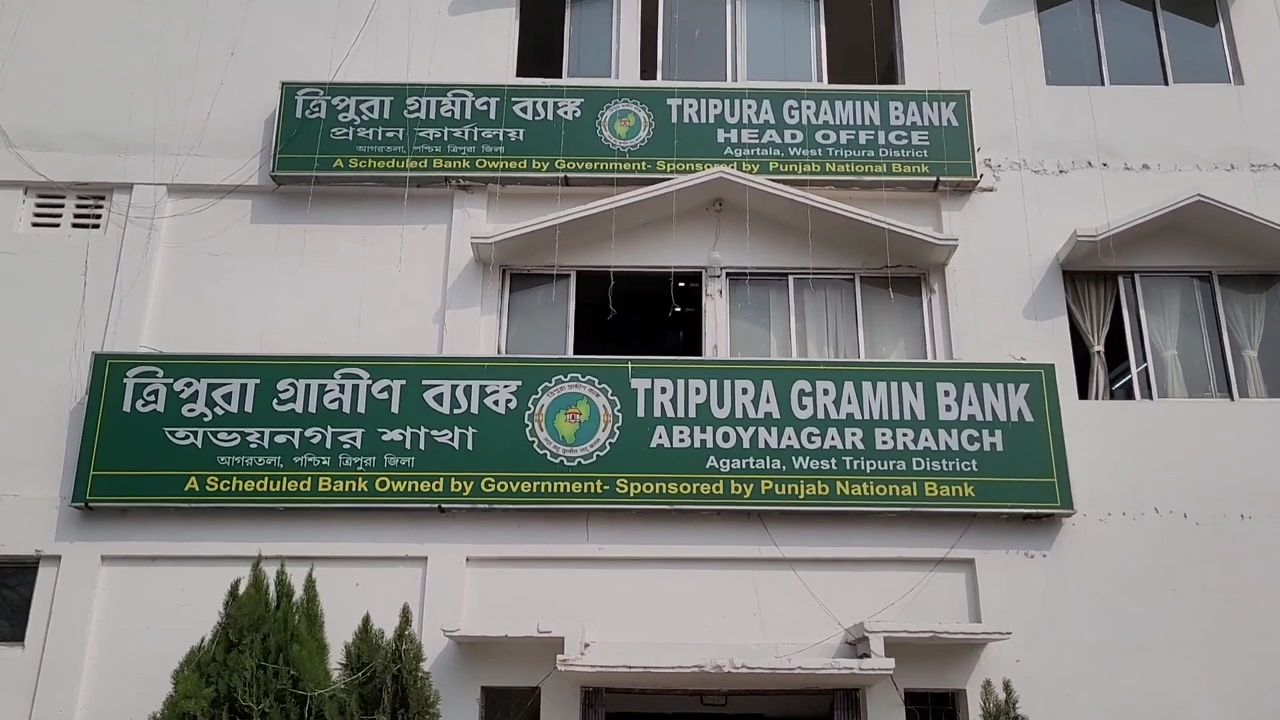 ত্রিপুরা গ্রামীণ ব্যাঙ্ক
প্রধান কার্যালয়
আগরতলা, পশ্চিম ত্রিপুরা জিলা
TRIPURA GRAMIN BANK
HEAD OFFICE
Agartala, West Tripura District
A Scheduled Bank Owned by Government- Sponsored by Punjab National Bank
ত্রিপুরা গ্রামীণ ব্যাঙ্ক
অভয়নগর শাখা
আগরতলা, পশ্চিম ত্রিপুরা জিলা
TRIPURA GRAMIN BANK
ABHOYNAGAR BRANCH
Agartala, West Tripura District
A Scheduled Bank Owned by Government- Sponsored by Punjab National Bank